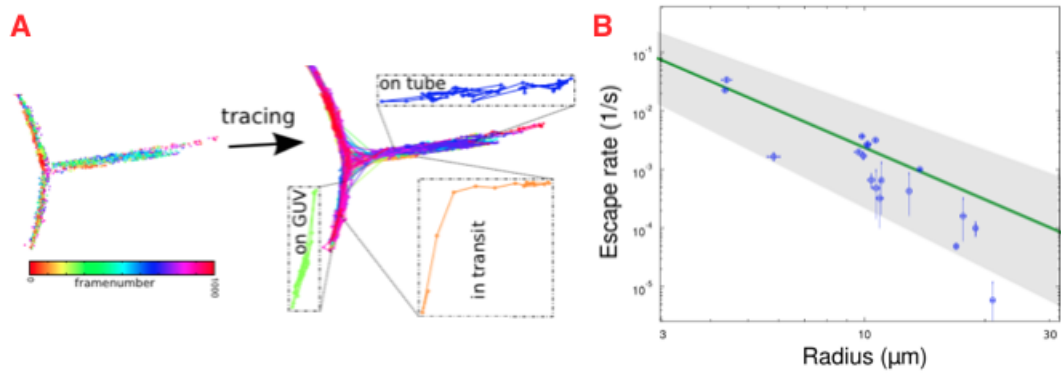 A
tracing
on tube
on GUV
in transit
0
1000
framenumber
B
Escape rate (1/s)
10⁻¹
10⁻²
10⁻³
10⁻⁴
10⁻⁵
3
10
30
Radius (µm)